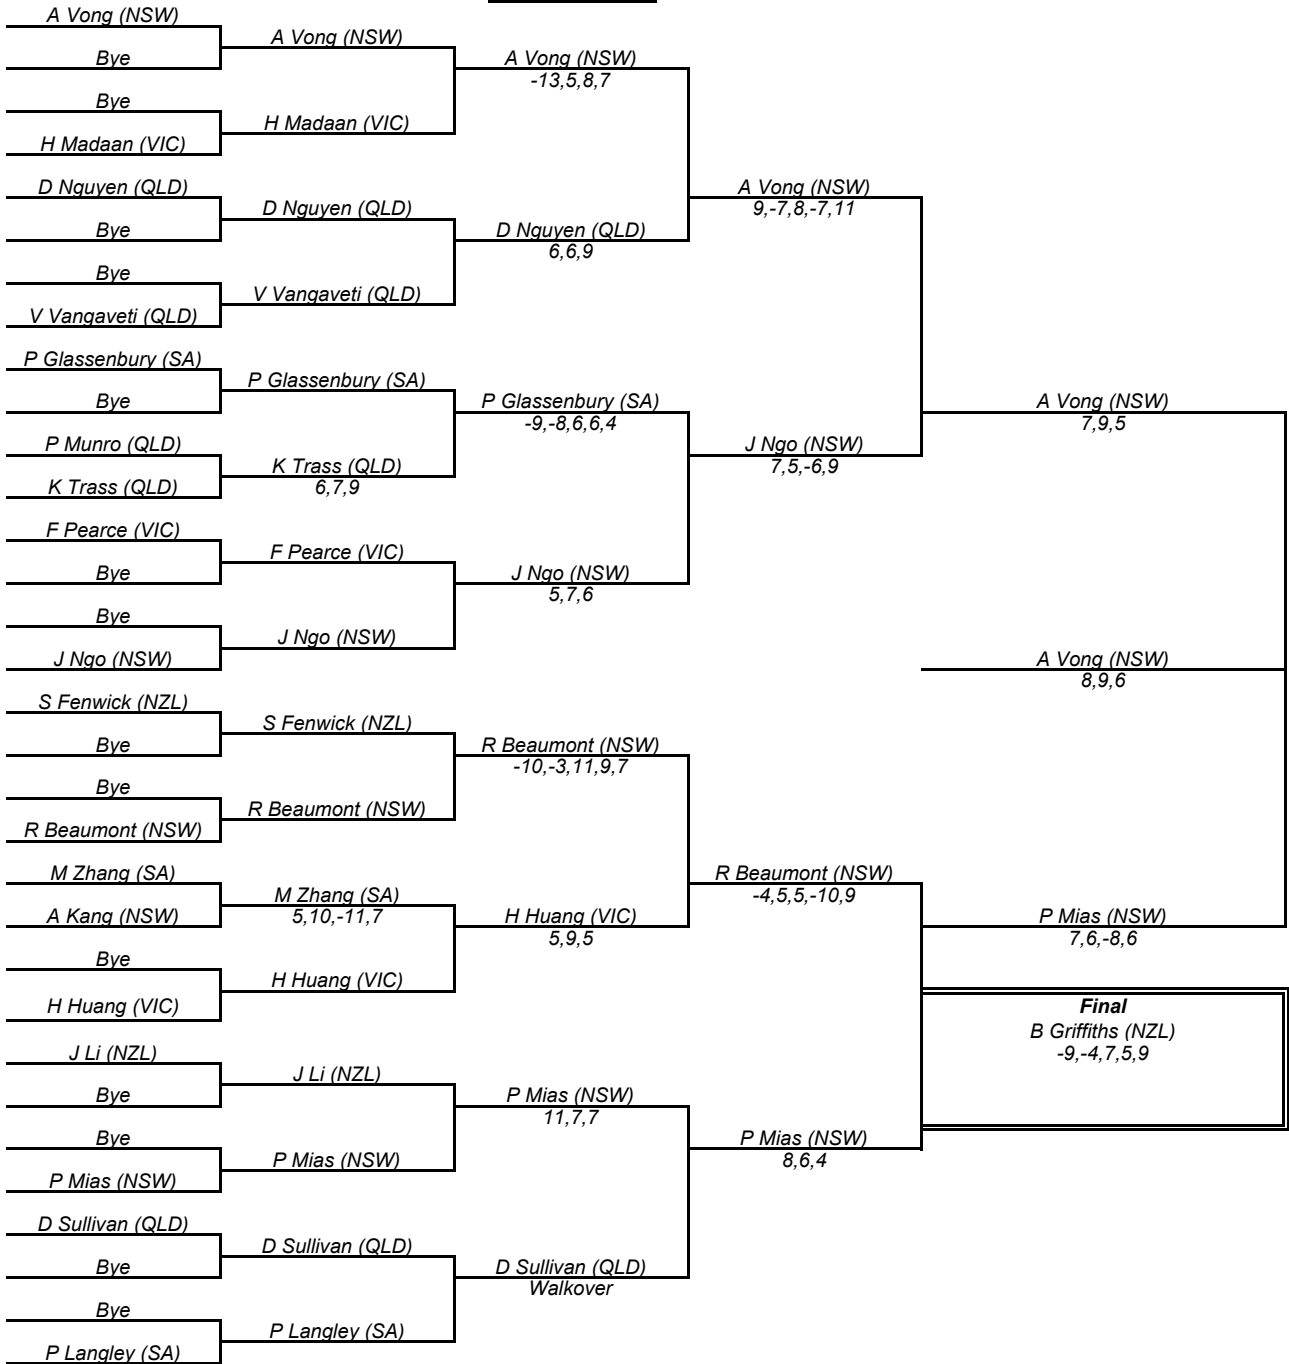 A Vong (NSW)
Bye
Bye
H Madaan (VIC)
D Nguyen (QLD)
Bye
Bye
V Vangaveti (QLD)
P Glassenbury (SA)
Bye
P Munro (QLD)
K Trass (QLD)
F Pearce (VIC)
Bye
Bye
J Ngo (NSW)
S Fenwick (NZL)
Bye
Bye
R Beaumont (NSW)
M Zhang (SA)
A Kang (NSW)
Bye
H Huang (VIC)
J Li (NZL)
Bye
Bye
P Mias (NSW)
D Sullivan (QLD)
Bye
Bye
P Langley (SA)
A Vong (NSW)
H Madaan (VIC)
D Nguyen (QLD)
V Vangaveti (QLD)
P Glassenbury (SA)
K Trass (QLD)
6,7,9
F Pearce (VIC)
J Ngo (NSW)
S Fenwick (NZL)
R Beaumont (NSW)
M Zhang (SA)
5,10,-11,7
H Huang (VIC)
J Li (NZL)
P Mias (NSW)
D Sullivan (QLD)
P Langley (SA)
A Vong (NSW)
-13,5,8,7
D Nguyen (QLD)
6,6,9
P Glassenbury (SA)
-9,-8,6,6,4
J Ngo (NSW)
5,7,6
R Beaumont (NSW)
-10,-3,11,9,7
H Huang (VIC)
5,9,5
P Mias (NSW)
11,7,7
D Sullivan (QLD)
Walkover
A Vong (NSW)
9,-7,8,-7,11
J Ngo (NSW)
7,5,-6,9
R Beaumont (NSW)
-4,5,5,-10,9
P Mias (NSW)
8,6,4
A Vong (NSW)
7,9,5
A Vong (NSW)
8,9,6
P Mias (NSW)
7,6,-8,6
Final
B Griffiths (NZL)
-9,-4,7,5,9